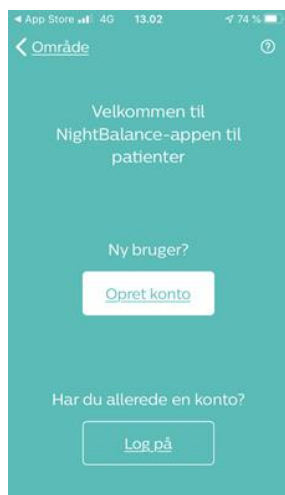 App Store 4G 13.02 74 %
Område
Velkommen til
NightBalance-appen til
patienter
Ny bruger?
Opret konto
Har du allerede en konto?
Log på